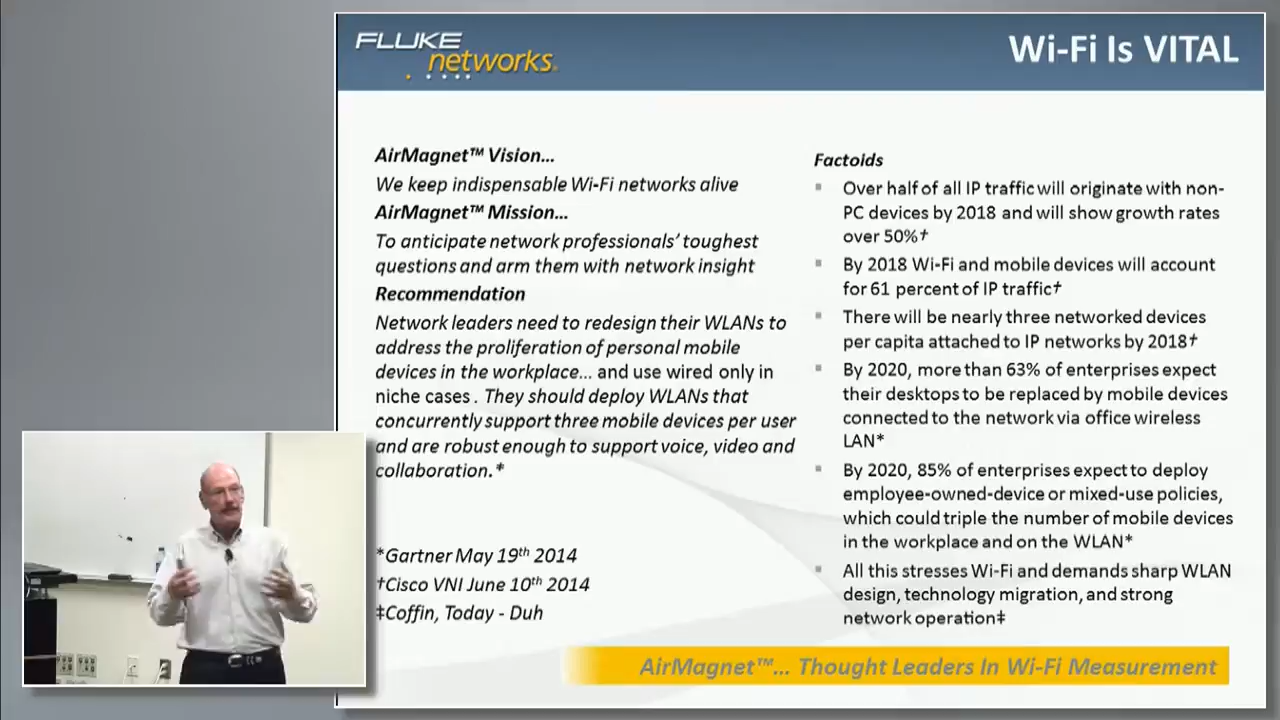 FLUKE
networks®
Wi-Fi Is VITAL
AirMagnet™ Vision…
We keep indispensable Wi-Fi networks alive
AirMagnet™ Mission…
To anticipate network professionals’ toughest
questions and arm them with network insight
Recommendation
Network leaders need to redesign their WLANs to
address the proliferation of personal mobile
devices in the workplace… and use wired only in
niche cases . They should deploy WLANs that
concurrently support three mobile devices per user
and are robust enough to support voice, video and
collaboration.*
*Gartner May 19th 2014
†Cisco VNI June 10th 2014
‡Coffin, Today - Duh
Factoids
▪ Over half of all IP traffic will originate with non-
PC devices by 2018 and will show growth rates
over 50%†
▪ By 2018 Wi-Fi and mobile devices will account
for 61 percent of IP traffic†
▪ There will be nearly three networked devices
per capita attached to IP networks by 2018†
▪ By 2020, more than 63% of enterprises expect
their desktops to be replaced by mobile devices
connected to the network via office wireless
LAN*
▪ By 2020, 85% of enterprises expect to deploy
employee-owned-device or mixed-use policies,
which could triple the number of mobile devices
in the workplace and on the WLAN*
▪ All this stresses Wi-Fi and demands sharp WLAN
design, technology migration, and strong
network operation‡
AirMagnet™… Thought Leaders In Wi-Fi Measurement